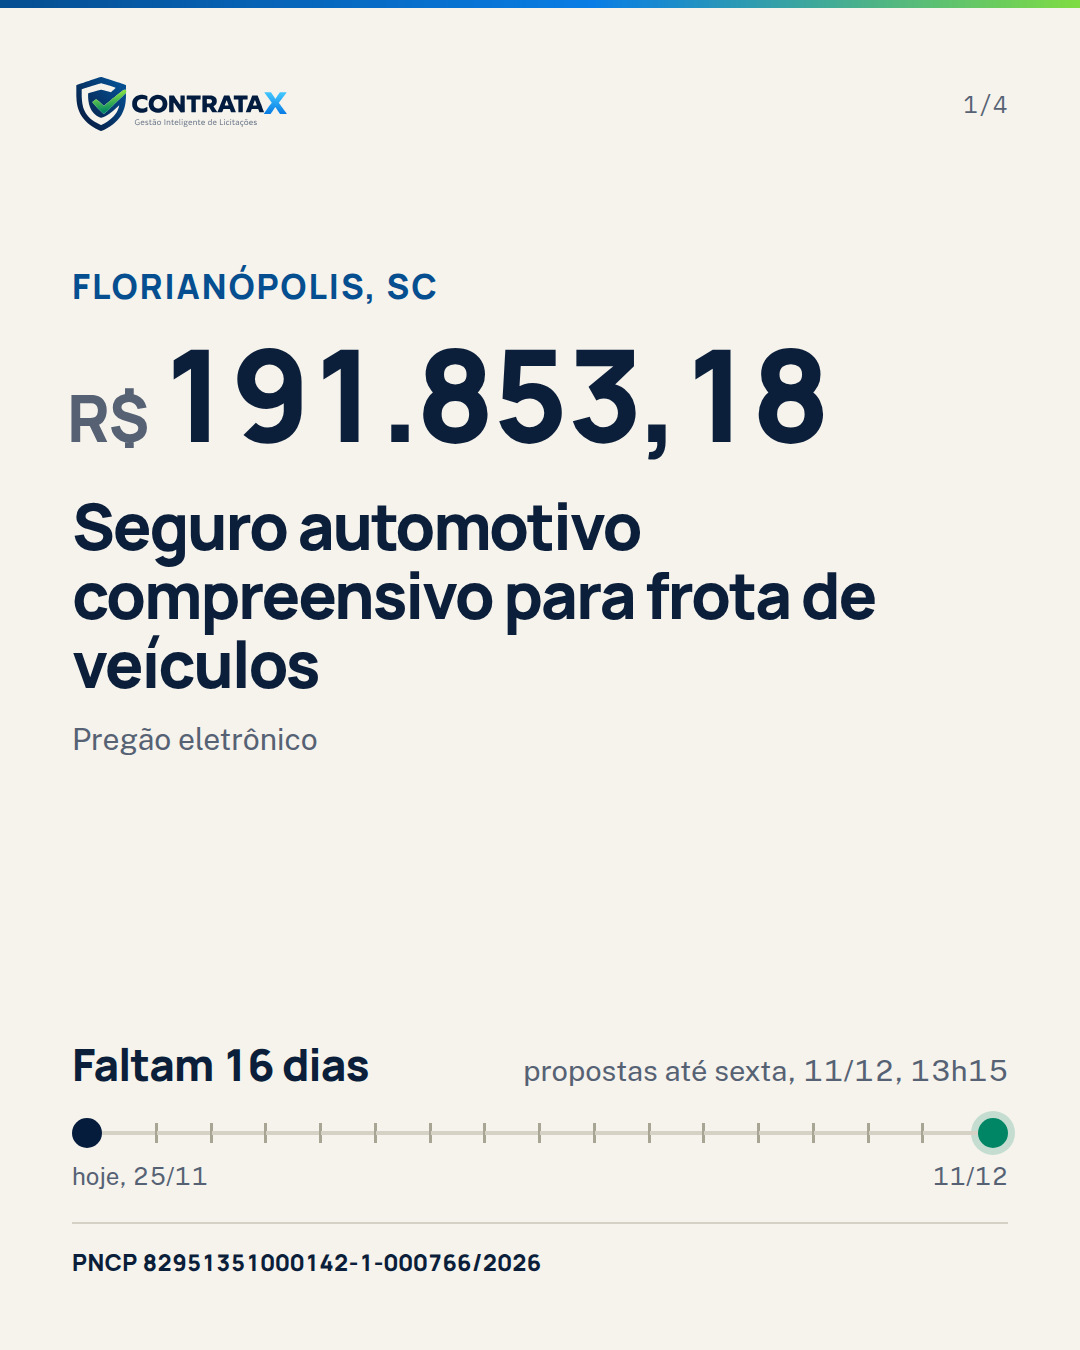 CONTRATAX
Gestão Inteligente de Licitações
1/4
FLORIANÓPOLIS, SC
R$ 191.853,18
Seguro automotivo
compreensivo para frota de
veículos
Pregão eletrônico
Faltam 16 dias
propostas até sexta, 11/12, 13h15
hoje, 25/11
11/12
PNCP 82951351000142-1-000766/2026